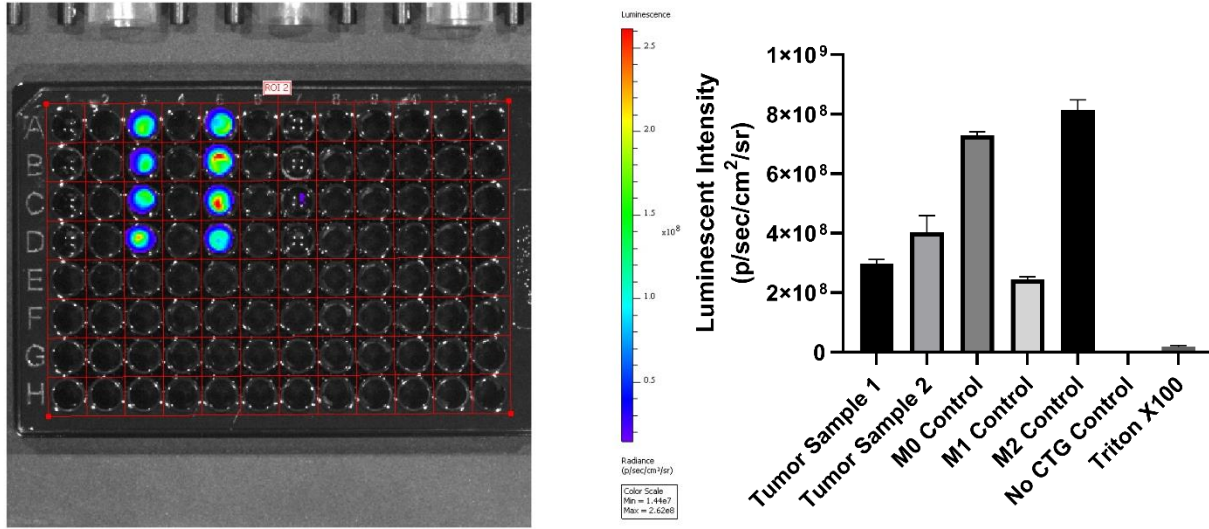 ROI 2
1 2 3 4 5 6 7 8 9 10 11 12
A
B
C
D
E
F
G
H
Luminescence
2.5
2.0
1.5
x10⁸
1.0
0.5
Radiance
(p/sec/cm²/sr)
Color Scale
Min = 1.44e7
Max = 2.62e8
Luminescent Intensity
(p/sec/cm²/sr)
1×10⁹
8×10⁸
6×10⁸
4×10⁸
2×10⁸
0
Tumor Sample 1
Tumor Sample 2
M0 Control
M1 Control
M2 Control
No CTG Control
Triton X100